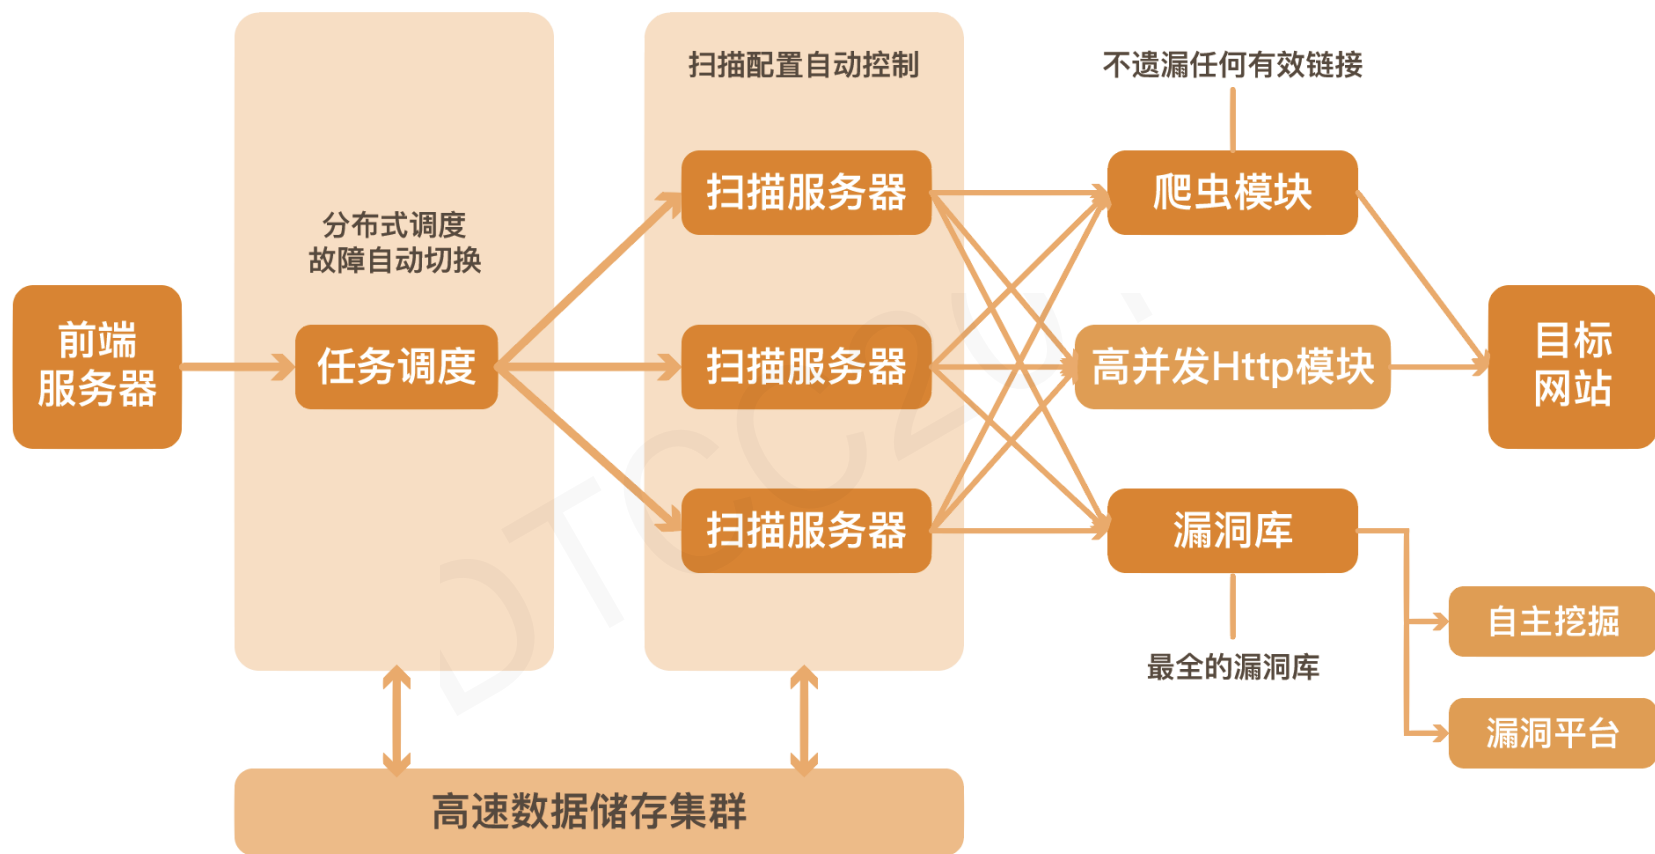 扫描配置自动控制
不遗漏任何有效链接
扫描服务器
爬虫模块
分布式调度
故障自动切换
前端
服务器
任务调度
扫描服务器
高并发Http模块
目标
网站
扫描服务器
漏洞库
自主挖掘
最全的漏洞库
漏洞平台
高速数据储存集群